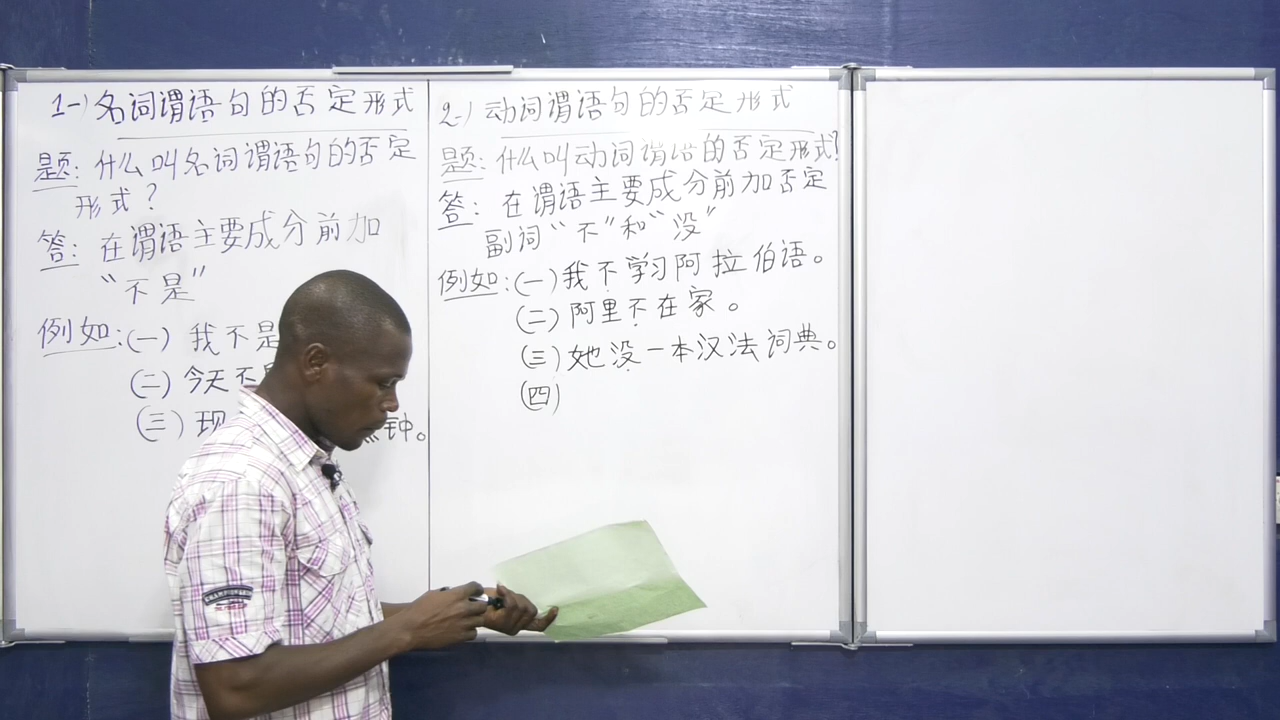 1-) 名词谓语句的否定形式
题: 什么叫名词谓语句的否定
形式?
答: 在谓语主要成分前加
“不是”
例如: (一) 我不是
(二) 今天不
(三) 现 钟。
2-) 动词谓语句的否定形式
题: 什么叫动词谓语的否定形式?
答: 在谓语主要成分前加否定
副词“不”和“没”
例如: (一) 我不学习阿拉伯语。
(二) 阿里不在家。
(三) 她没一本汉法词典。
(四)